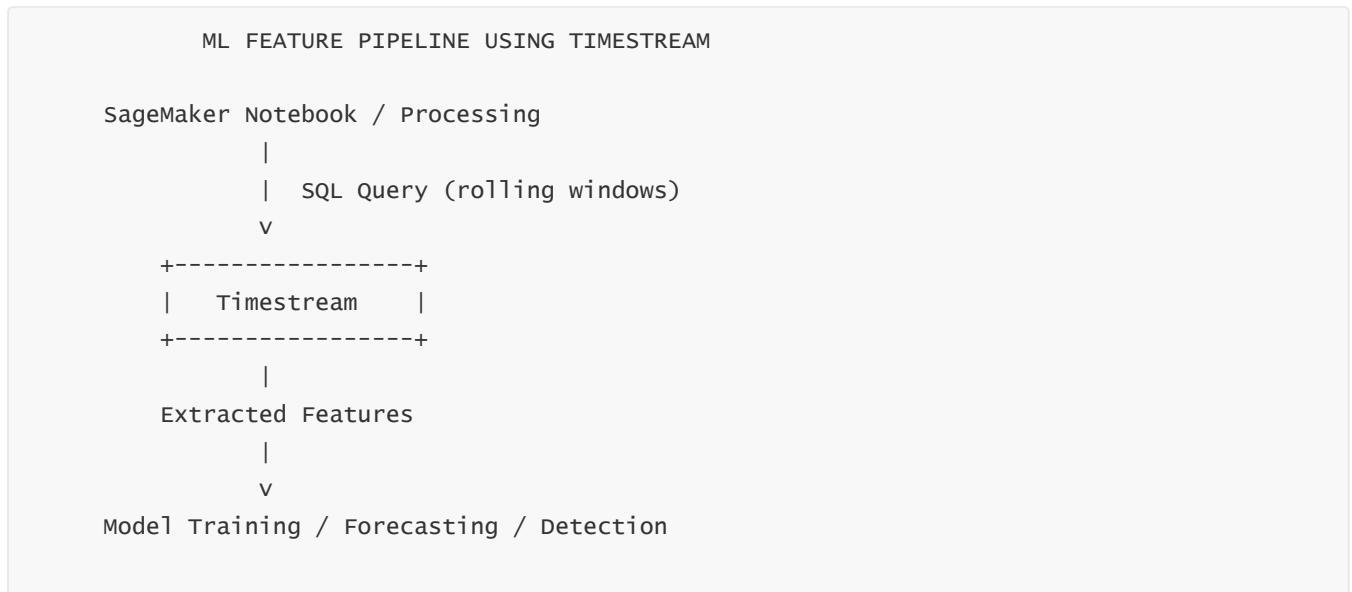 ML FEATURE PIPELINE USING TIMESTREAM
SageMaker Notebook / Processing
|
| SQL Query (rolling windows)
v
+-----------------+
| Timestream |
+-----------------+
|
Extracted Features
|
v
Model Training / Forecasting / Detection